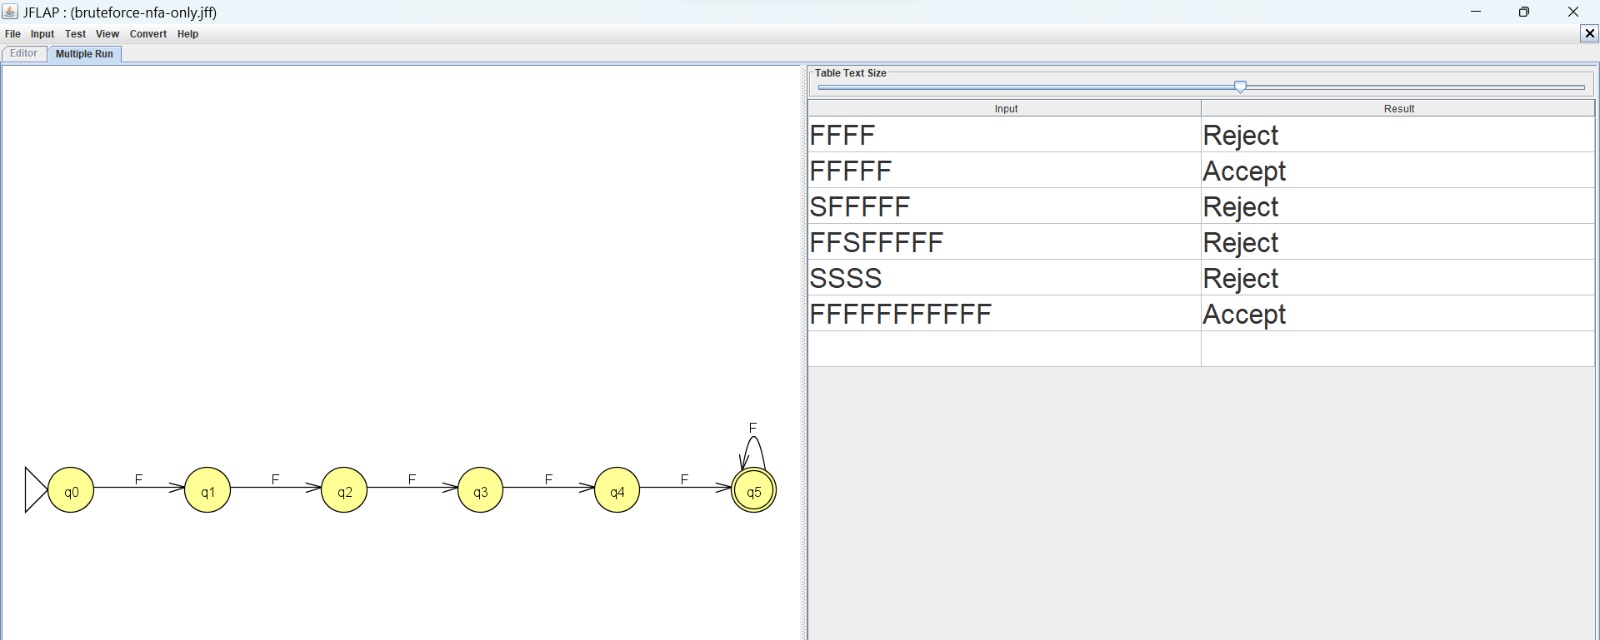 JFLAP : (bruteforce-nfa-only.jff)
File Input Test View Convert Help
Editor Multiple Run
Table Text Size
Input Result
FFFF Reject
FFFFF Accept
SFFFFF Reject
FFSFFFFF Reject
SSSS Reject
FFFFFFFFFFF Accept
F
F F F F F
q0 q1 q2 q3 q4 q5